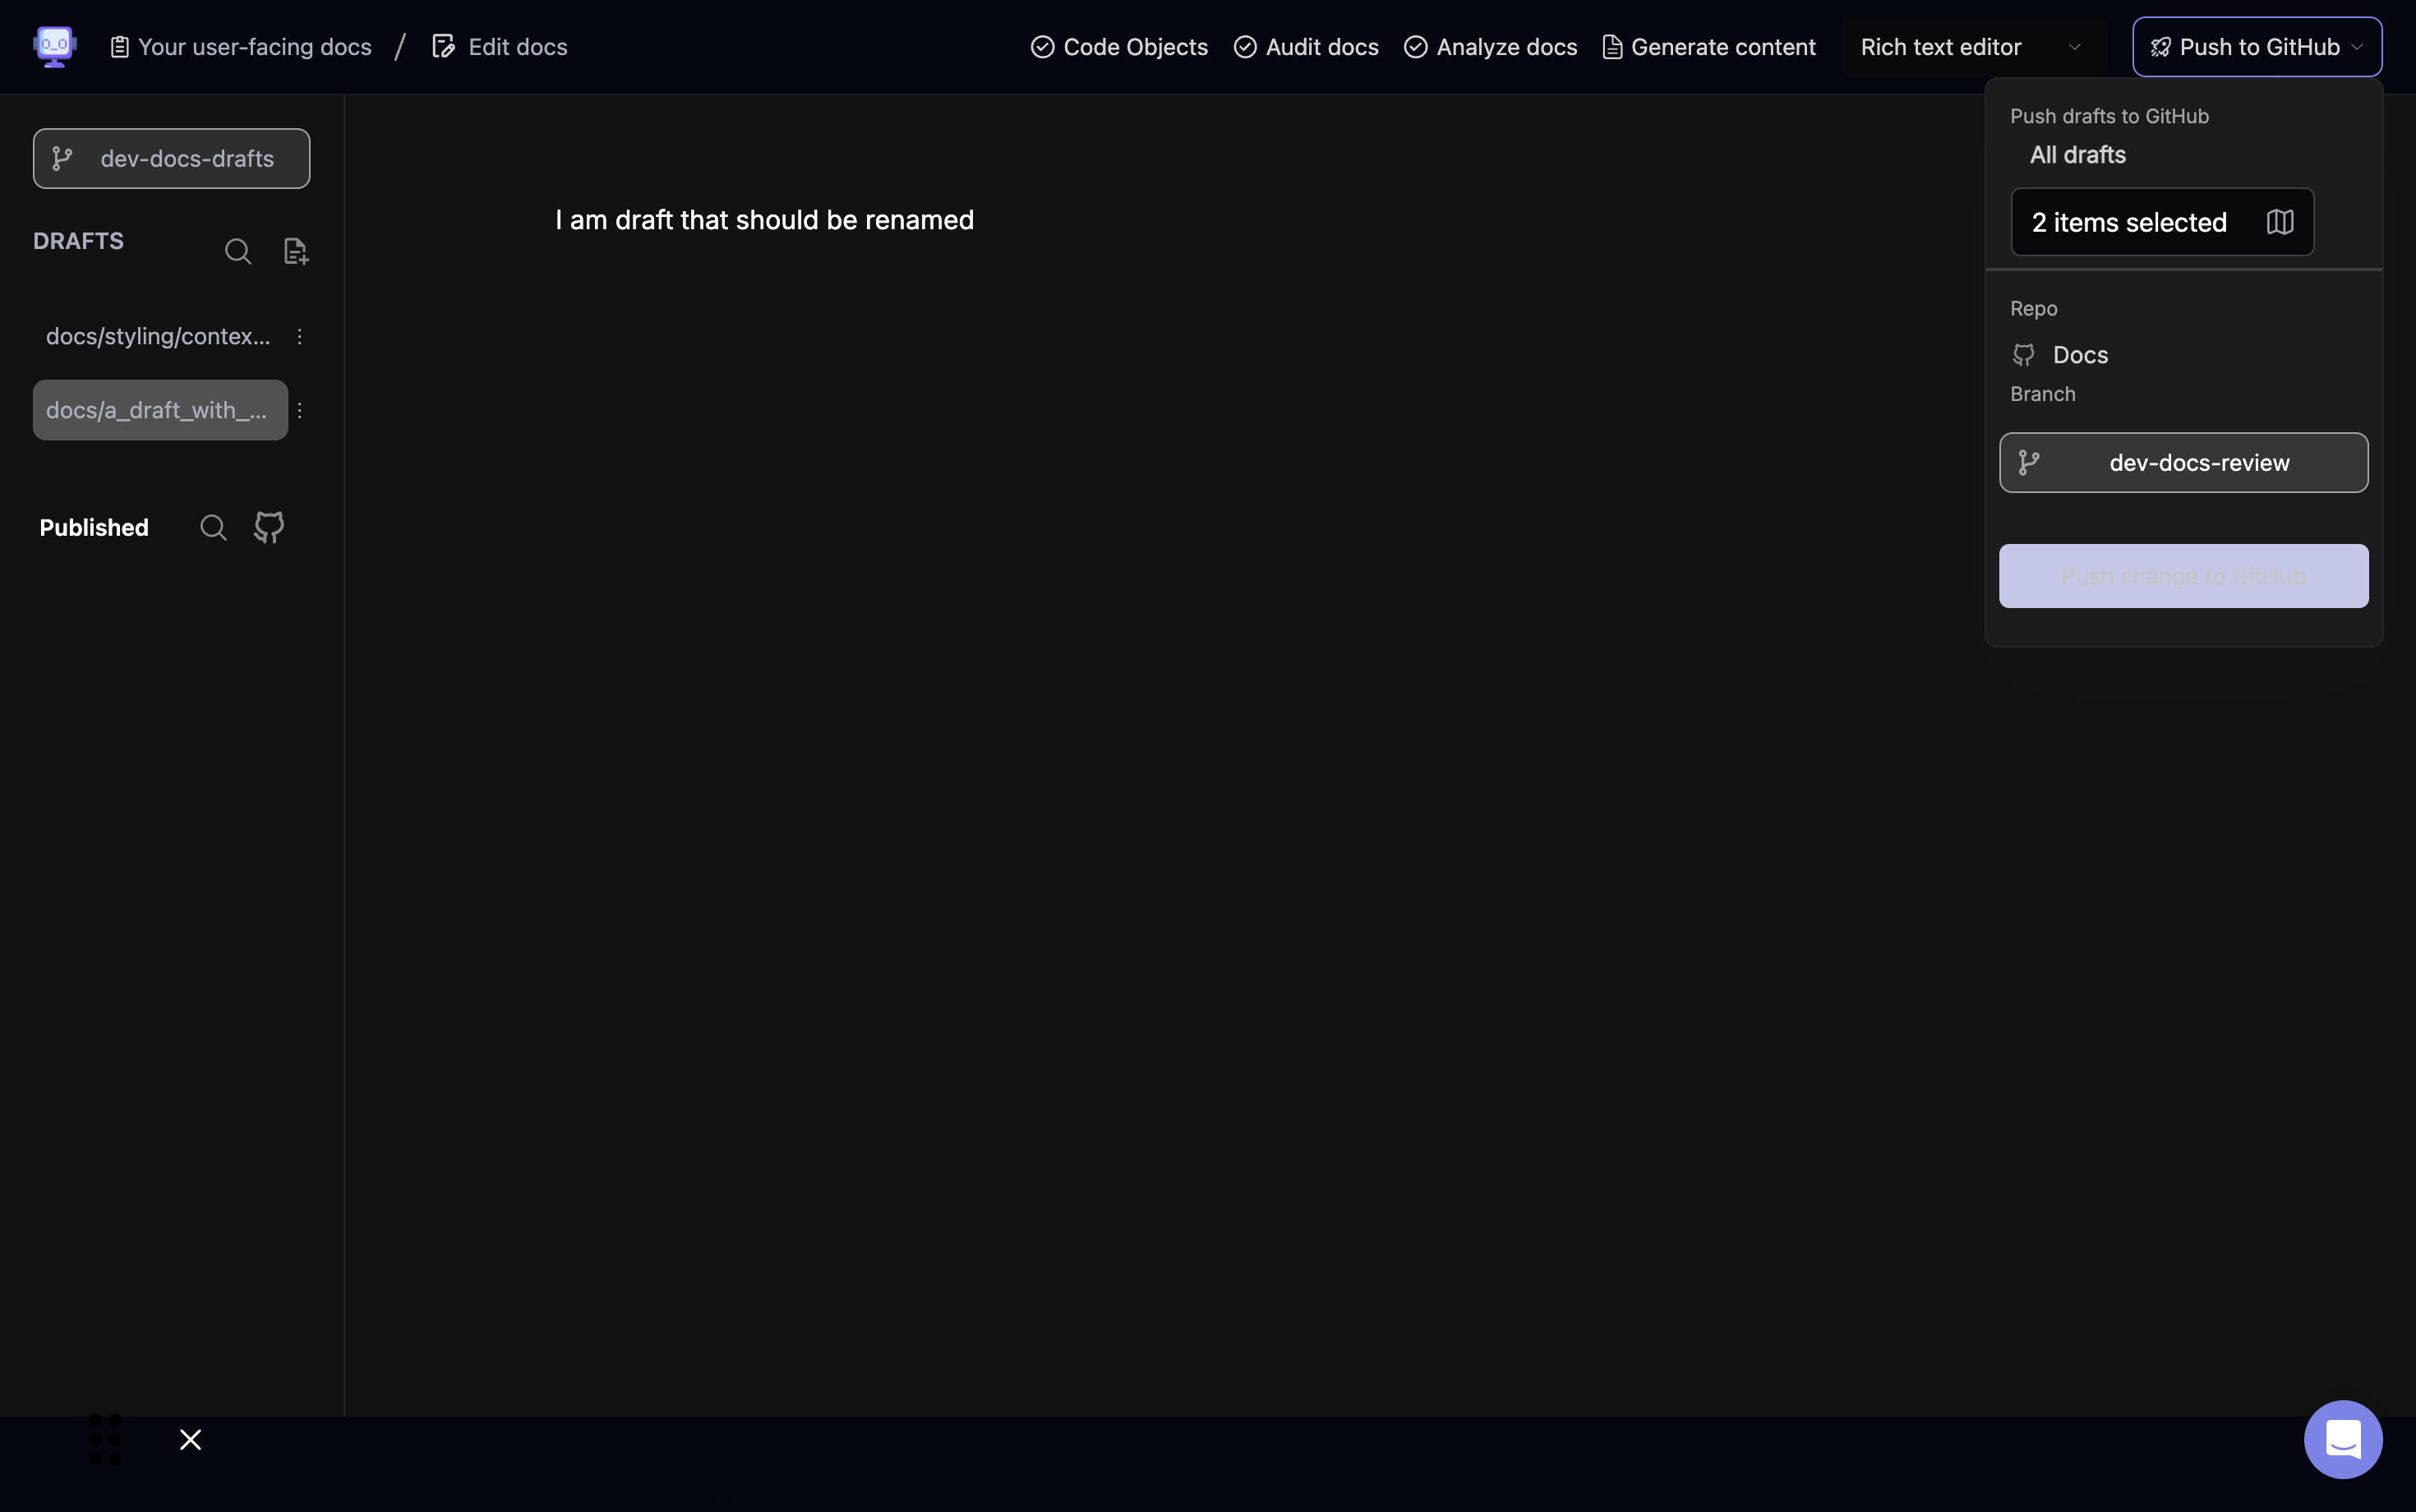 Your user-facing docs / Edit docs
Code Objects
Audit docs
Analyze docs
Generate content
Rich text editor
Push to GitHub
dev-docs-drafts
DRAFTS
docs/styling/contex...
docs/a_draft_with_...
Published
I am draft that should be renamed
Push drafts to GitHub
All drafts
2 items selected
Repo
Docs
Branch
dev-docs-review
Push change to GitHub